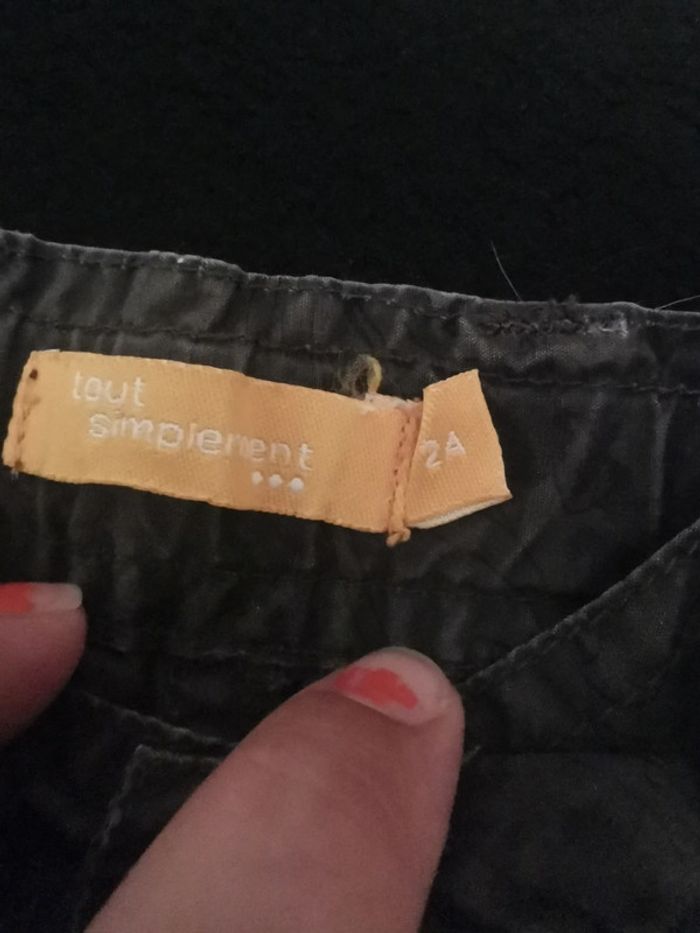 tout
simplement
•••
2A